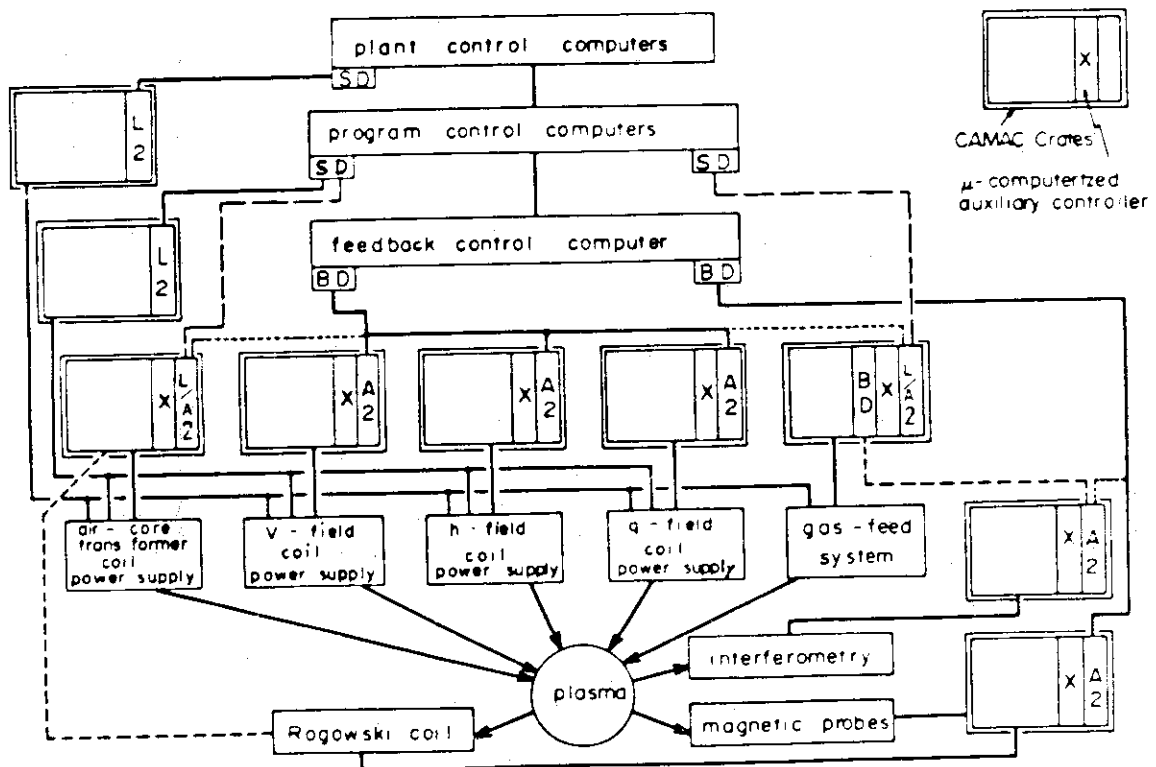 plant control computers
SD
X
L
2
program control computers
SD
SD
CAMAC Crates
μ-computerized
auxiliary controller
L
2
feedback control computer
BD
BD
X
L/A2
X
A
2
X
A
2
X
A
2
BD
X
L/A2
air-core
transformer
coil
power supply
v-field
coil
power supply
h-field
coil
power supply
q-field
coil
power supply
gas-feed
system
X
A
2
interferometry
plasma
X
A
2
magnetic probes
Rogowski coil